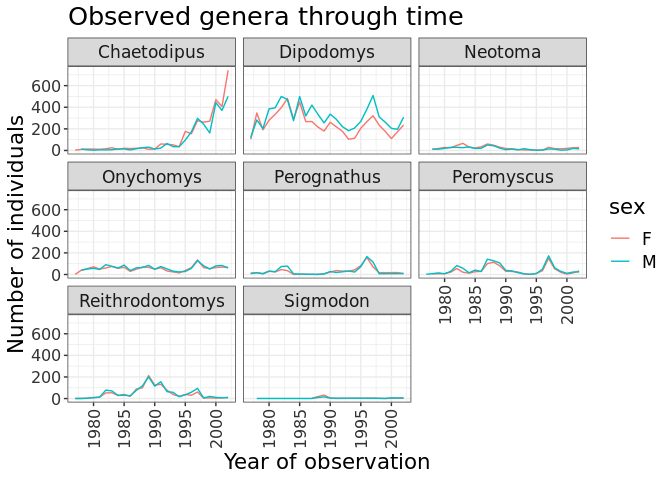 Observed genera through time
Chaetodipus Dipodomys Neotoma
600
400
200
0
Onychomys Perognathus Peromyscus
600
400
200
0
Reithrodontomys Sigmodon
600
400
200
0
1980 1985 1990 1995 2000
1980 1985 1990 1995 2000
1980 1985 1990 1995 2000
Year of observation
Number of individuals
sex
F
M